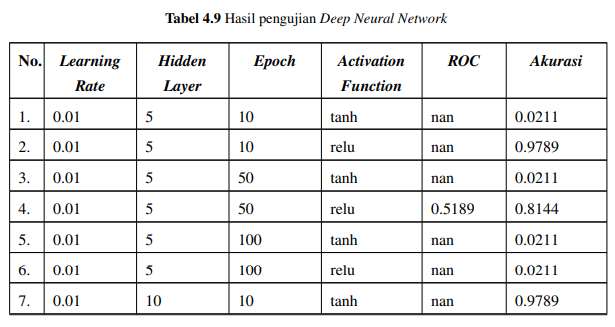 Tabel 4.9 Hasil pengujian Deep Neural Network
No. Learning Rate Hidden Layer Epoch Activation Function ROC Akurasi
1. 0.01 5 10 tanh nan 0.0211
2. 0.01 5 10 relu nan 0.9789
3. 0.01 5 50 tanh nan 0.0211
4. 0.01 5 50 relu 0.5189 0.8144
5. 0.01 5 100 tanh nan 0.0211
6. 0.01 5 100 relu nan 0.0211
7. 0.01 10 10 tanh nan 0.9789